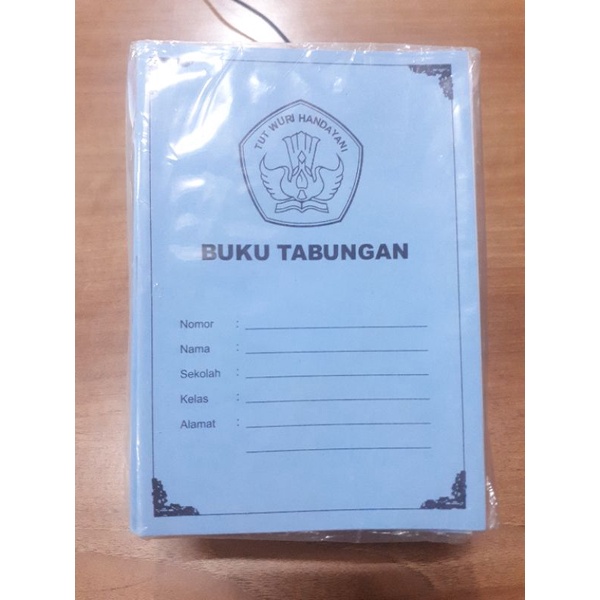 TUT WURI HANDAYANI
BUKU TABUNGAN
Nomor :
Nama :
Sekolah :
Kelas :
Alamat :